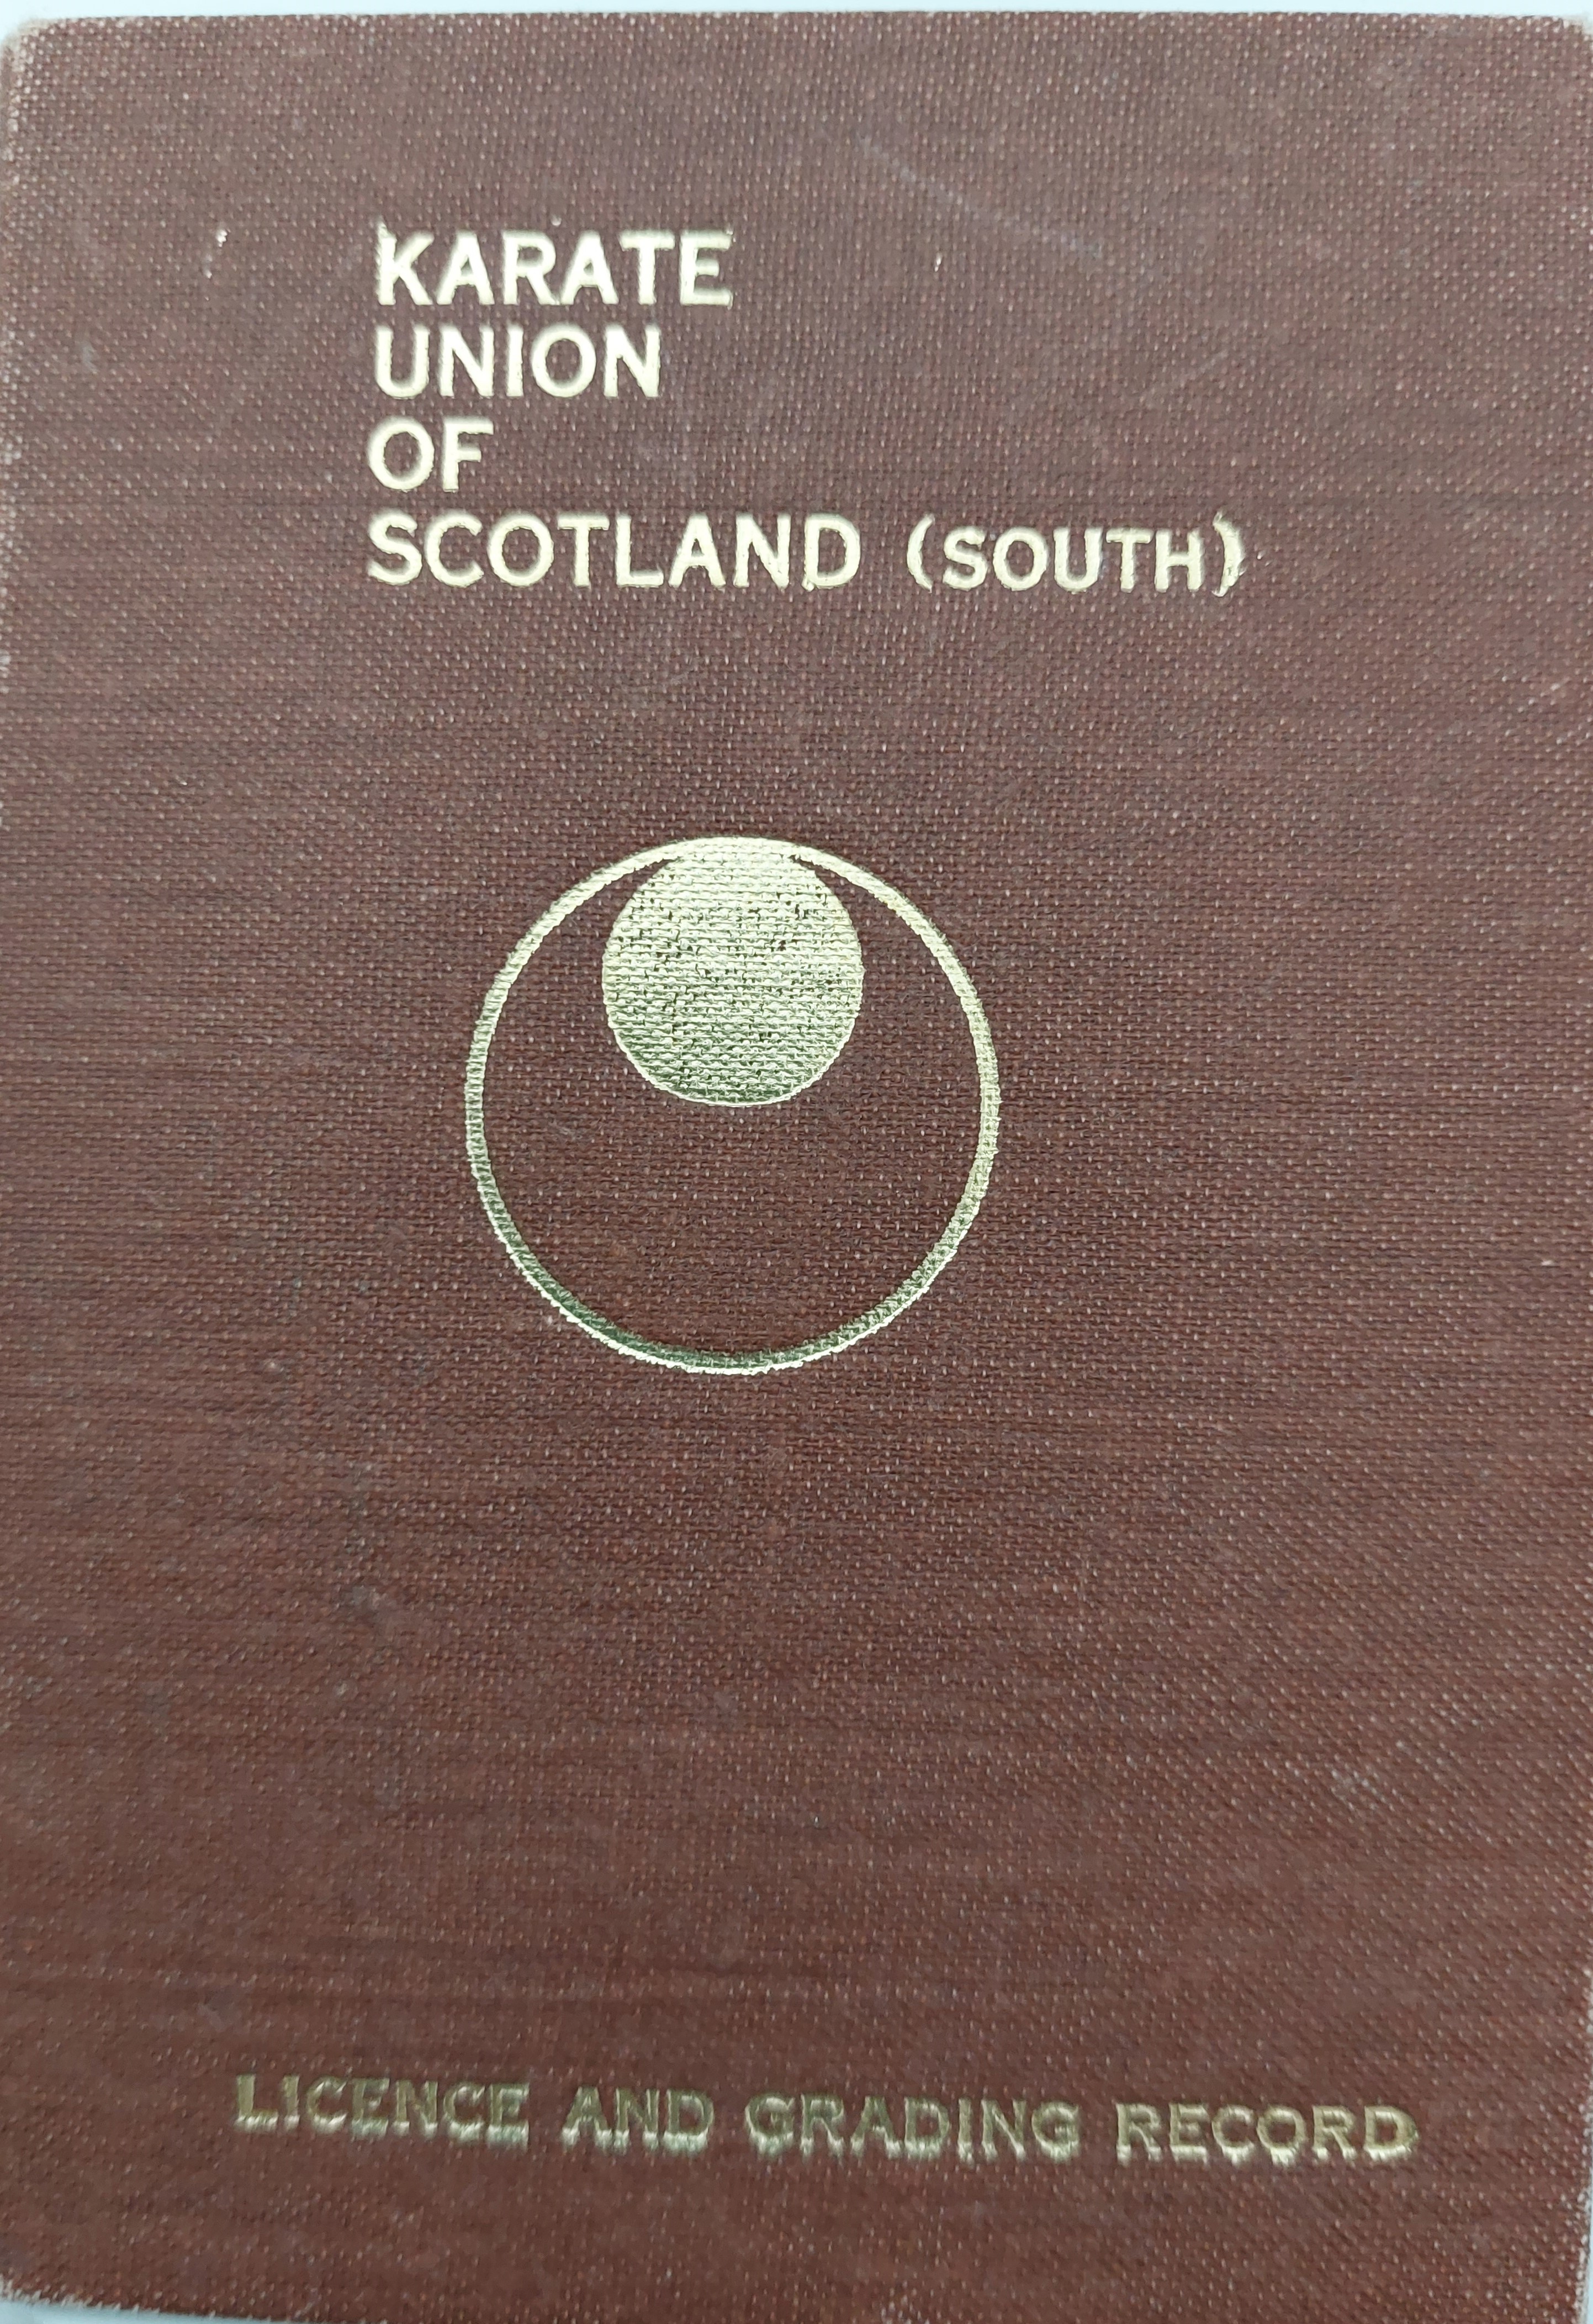 KARATE
UNION
OF
SCOTLAND (SOUTH)
LICENCE AND GRADING RECORD